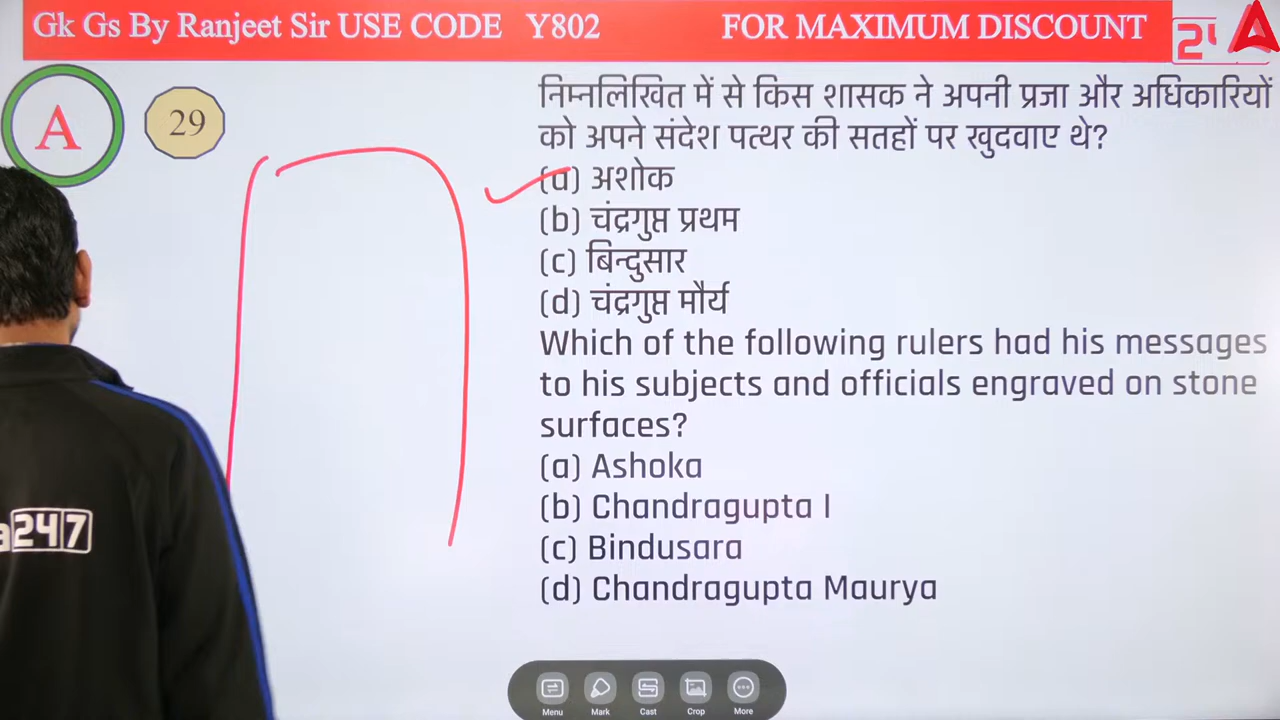 Gk Gs By Ranjeet Sir USE CODE Y802 FOR MAXIMUM DISCOUNT
A
29
निम्नलिखित में से किस शासक ने अपनी प्रजा और अधिकारियों
को अपने संदेश पत्थर की सतहों पर खुदवाए थे?
(a) अशोक
(b) चंद्रगुप्त प्रथम
(c) बिन्दुसार
(d) चंद्रगुप्त मौर्य
Which of the following rulers had his messages
to his subjects and officials engraved on stone
surfaces?
(a) Ashoka
(b) Chandragupta I
(c) Bindusara
(d) Chandragupta Maurya
a247
Menu Mark Cast Crop More